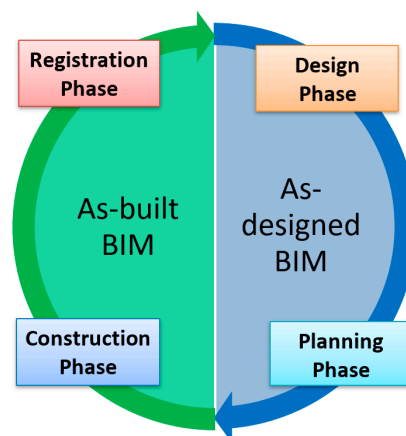 Registration
Phase
Design
Phase
As-built
BIM
As-
designed
BIM
Construction
Phase
Planning
Phase